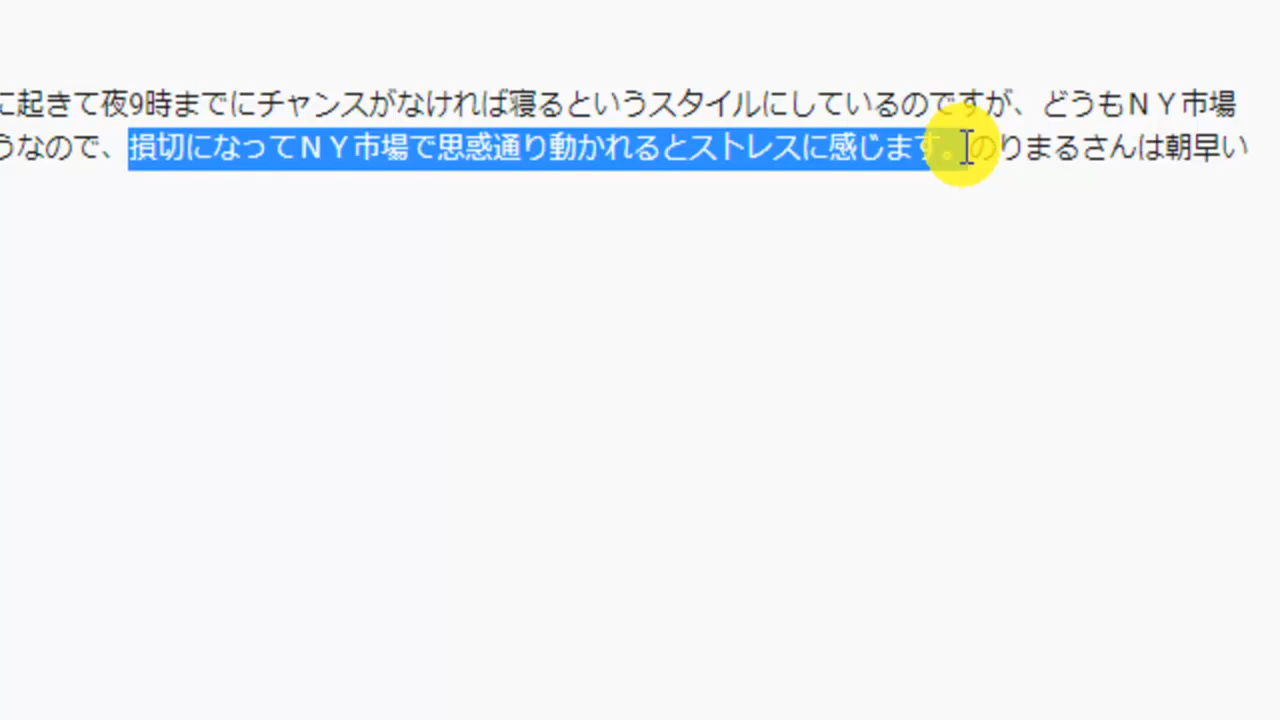 に起きて夜9時までにチャンスがなければ寝るというスタイルにしているのですが、どうもＮＹ市場
うなので、損切になってＮＹ市場で思惑通り動かれるとストレスに感じます。のりまるさんは朝早い